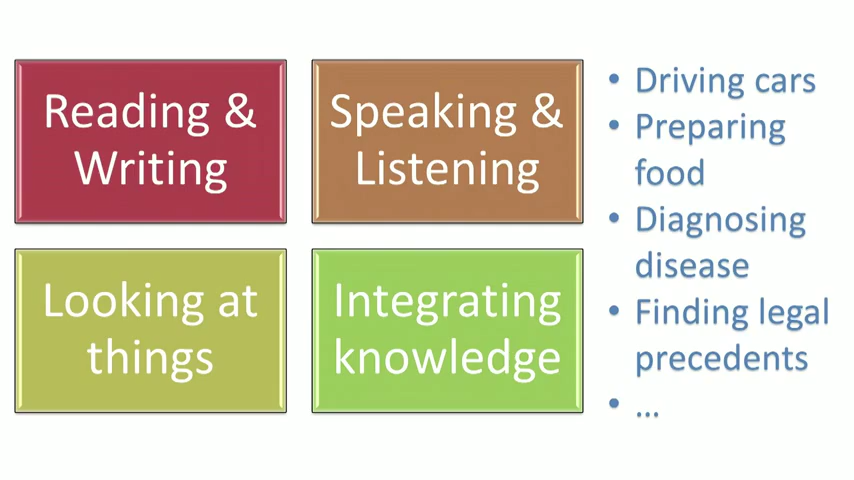 Reading &
Writing
Speaking &
Listening
Looking at
things
Integrating
knowledge
• Driving cars
• Preparing
food
• Diagnosing
disease
• Finding legal
precedents
• ...